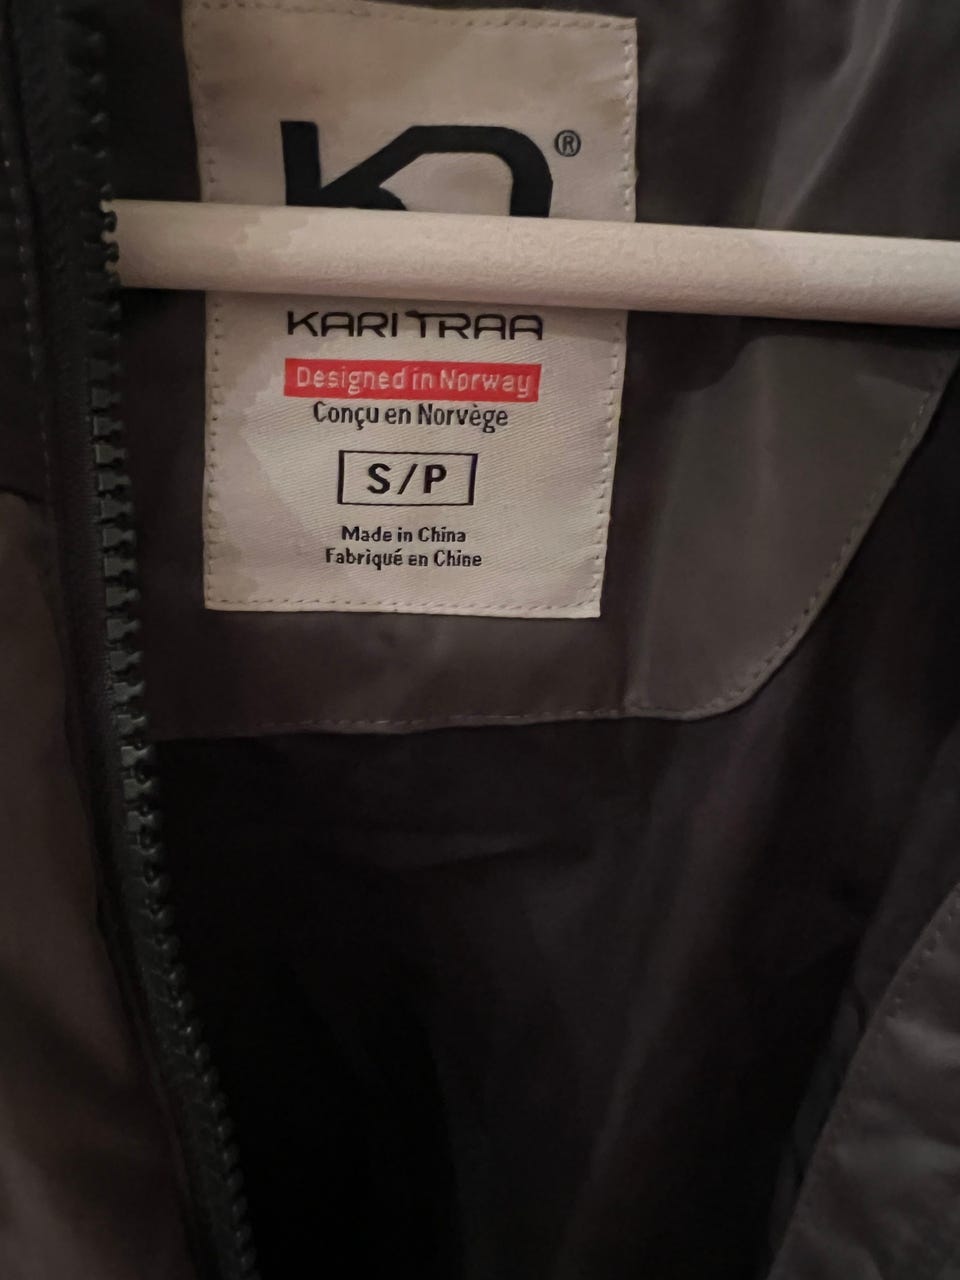 ®
KARI TRAA
Designed in Norway
Conçu en Norvège
S/P
Made in China
Fabriqué en Chine